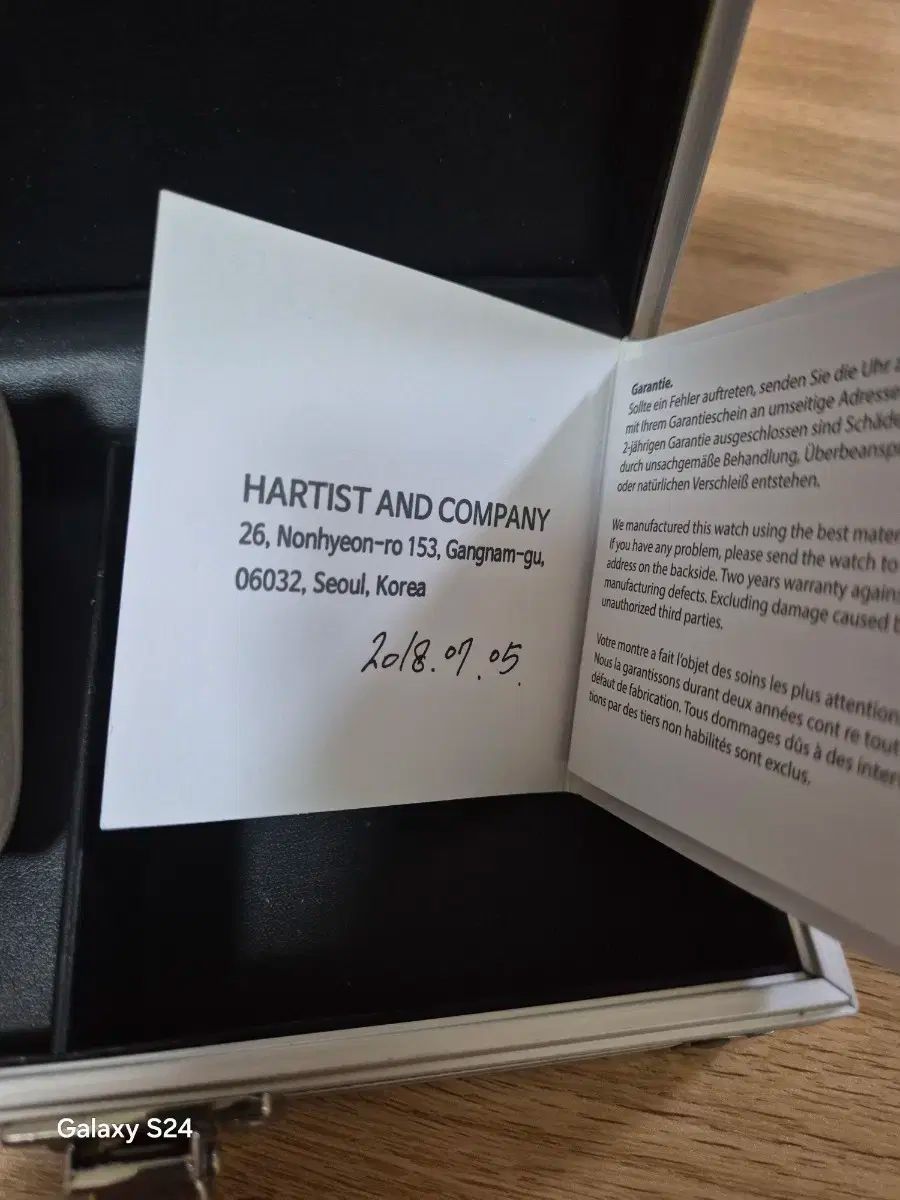 HARTIST AND COMPANY
26, Nonhyeon-ro 153, Gangnam-gu,
06032, Seoul, Korea
2018.07.05.
Garantie.
Sollte ein Fehler auftreten, senden Sie die Uhr
mit Ihrem Garantieschein an umseitige Adresse
2-jährigen Garantie ausgeschlossen sind
durch unsachgemäße Behandlung,
oder natürlichen Verschleiß entstehen.
We manufactured this watch using the best
If you have any problem, please send the watch to
address on the backside. Two years warranty
manufacturing defects. Excluding damage caused
unauthorized third parties.
Votre montre a fait l'objet des soins les plus
Nous la garantissons durant deux années cont re tout
défaut de fabrication. Tous dommages dûs à des
tions par des tiers non habilités sont exclus.
Galaxy S24